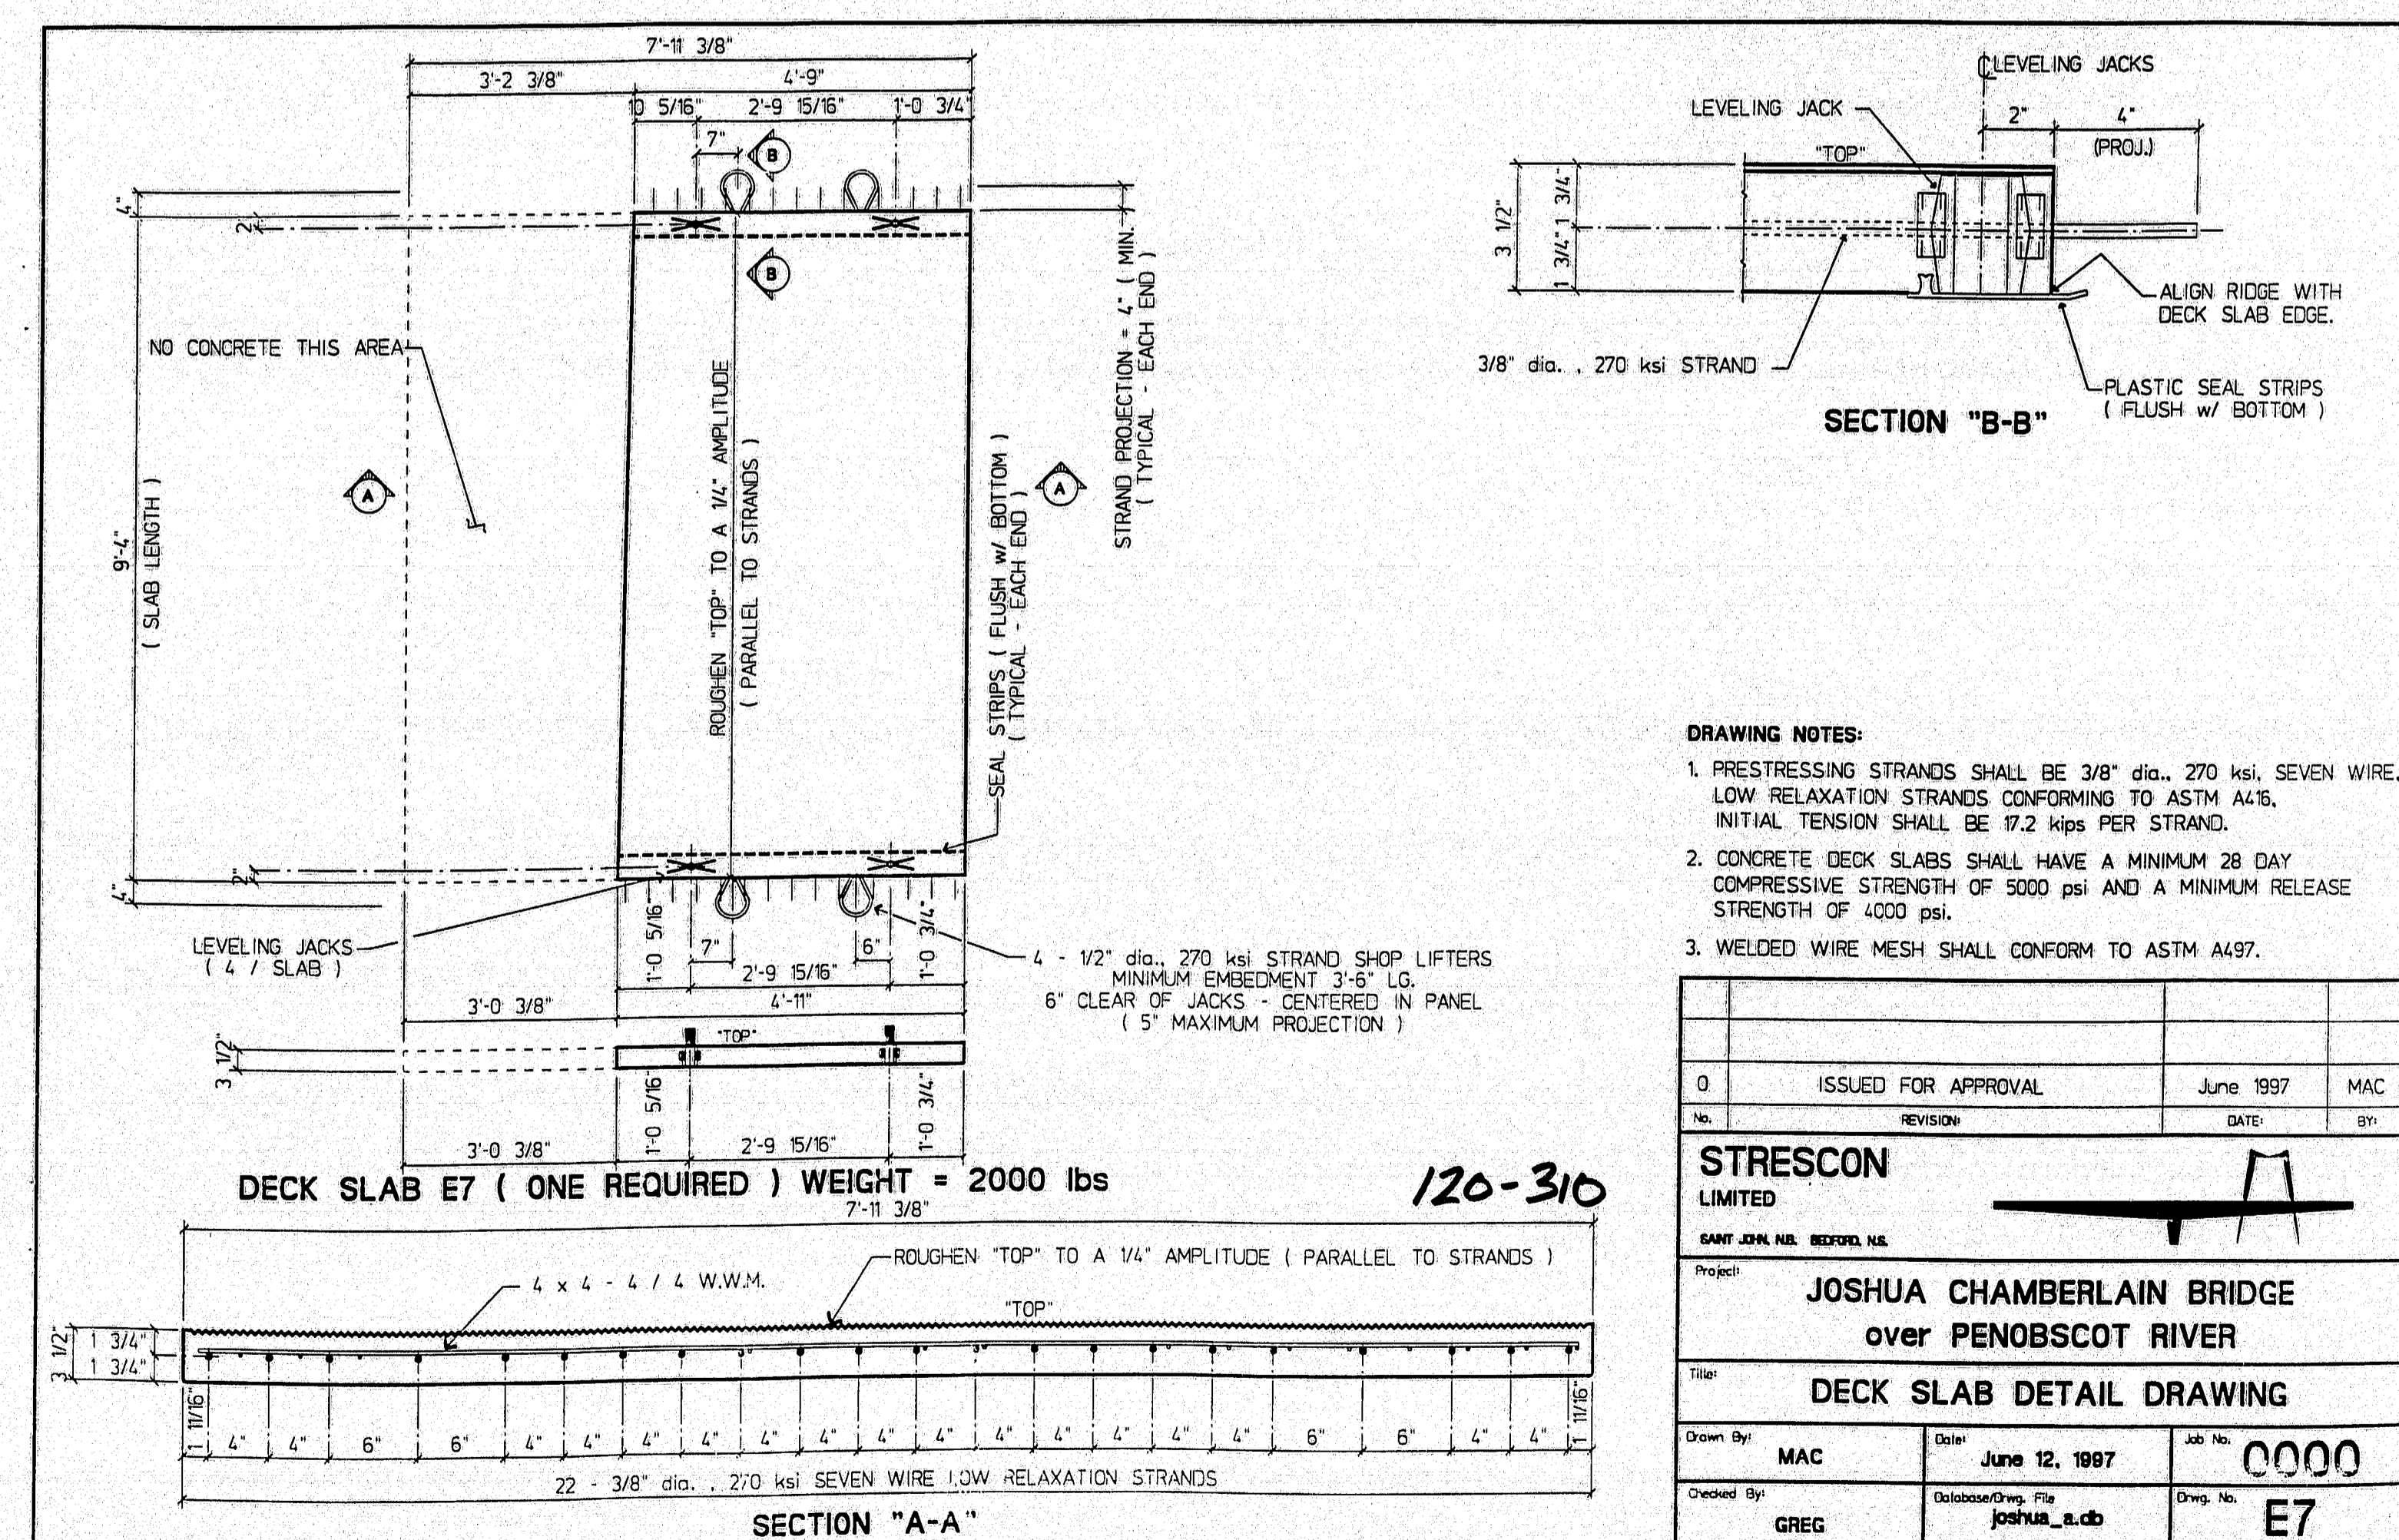 7'-11 3/8"
3'-2 3/8"
4'-9"
10 5/16"
2'-9 15/16"
1'-0 3/4"
7"
B
4"
2"
B
NO CONCRETE THIS AREA
A
9'-4"
( SLAB LENGTH )
ROUGHEN "TOP" TO A 1/4" AMPLITUDE
( PARALLEL TO STRANDS )
SEAL STRIPS ( FLUSH w/ BOTTOM )
( TYPICAL - EACH END )
A
STRAND PROJECTION = 4" ( MIN. )
( TYPICAL - EACH END )
2"
4"
LEVELING JACKS
( 4 / SLAB )
1'-0 5/16"
7"
2'-9 15/16"
6"
1'-0 3/4"
4'-11"
3'-0 3/8"
4 - 1/2" dia., 270 ksi STRAND SHOP LIFTERS
MINIMUM EMBEDMENT 3'-6" LG.
6" CLEAR OF JACKS - CENTERED IN PANEL
( 5" MAXIMUM PROJECTION )
3 1/2"
"TOP"
1'-0 5/16"
1'-0 3/4"
3'-0 3/8"
2'-9 15/16"
DECK SLAB E7 ( ONE REQUIRED ) WEIGHT = 2000 lbs
120-310
7'-11 3/8"
ROUGHEN "TOP" TO A 1/4" AMPLITUDE ( PARALLEL TO STRANDS )
4 x 4 - 4 / 4 W.W.M.
"TOP"
3 1/2"
1 3/4"
1 3/4"
1 11/16"
4" 4" 6" 6" 4" 4" 4" 4" 4" 4" 4" 4" 4" 4" 4" 4" 4" 6" 6" 4" 4"
1 11/16"
22 - 3/8" dia. , 270 ksi SEVEN WIRE LOW RELAXATION STRANDS
SECTION "A-A"
℄ LEVELING JACKS
LEVELING JACK
2"
4"
(PROJ.)
"TOP"
3 1/2"
1 3/4"
1 3/4"
ALIGN RIDGE WITH
DECK SLAB EDGE.
3/8" dia. , 270 ksi STRAND
PLASTIC SEAL STRIPS
( FLUSH w/ BOTTOM )
SECTION "B-B"
DRAWING NOTES:
1. PRESTRESSING STRANDS SHALL BE 3/8" dia., 270 ksi, SEVEN WIRE,
LOW RELAXATION STRANDS CONFORMING TO ASTM A416,
INITIAL TENSION SHALL BE 17.2 kips PER STRAND.
2. CONCRETE DECK SLABS SHALL HAVE A MINIMUM 28 DAY
COMPRESSIVE STRENGTH OF 5000 psi AND A MINIMUM RELEASE
STRENGTH OF 4000 psi.
3. WELDED WIRE MESH SHALL CONFORM TO ASTM A497.
0 ISSUED FOR APPROVAL June 1997 MAC
No. REVISION: DATE: BY:
STRESCON
LIMITED
SAINT JOHN, N.B. BEDFORD, N.S.
Project:
JOSHUA CHAMBERLAIN BRIDGE
over PENOBSCOT RIVER
Title:
DECK SLAB DETAIL DRAWING
Drawn By: MAC
Date: June 12, 1997
Job No. 0000
Checked By: GREG
Database/Drwg. File joshua_a.db
Drwg. No. E7